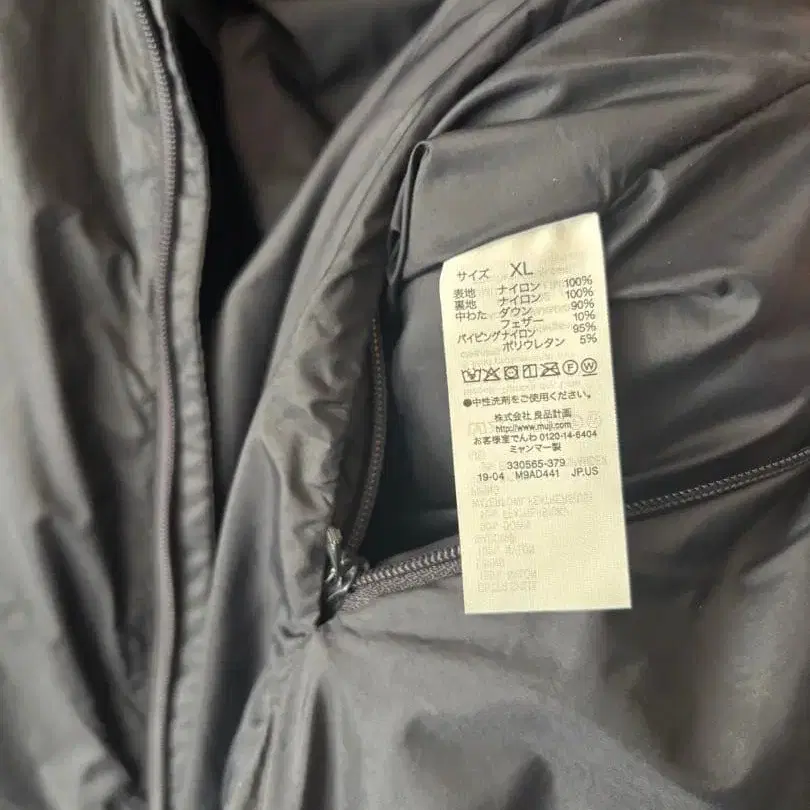 サイズ XL
表地 ナイロン 100%
裏地 ナイロン 100%
中わた ダウン 90%
フェザー 10%
パイピングナイロン 95%
ポリウレタン 5%
●中性洗剤をご使用ください。
株式会社 良品計画
http://www.muji.com
お客様室でんわ 0120-14-6404
ミャンマー製
330565-379
19-04 M9AD441 JP.US